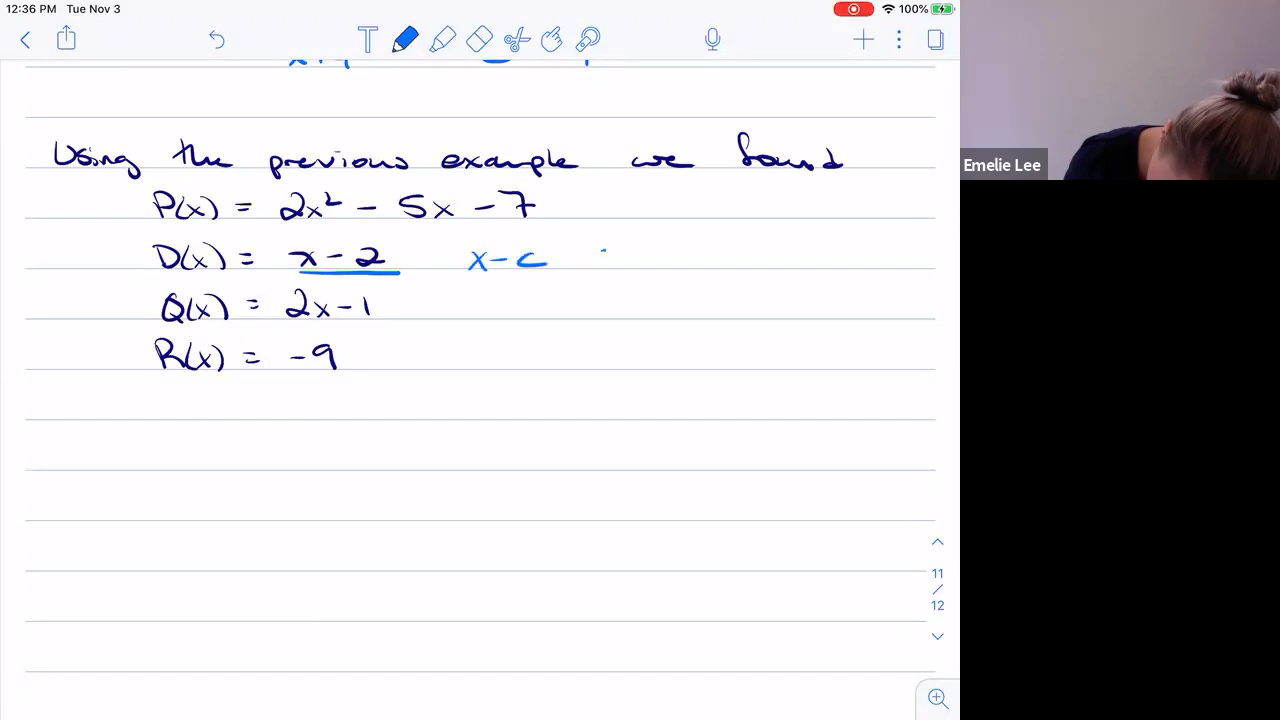 12:36 PM Tue Nov 3
100%
T
Using the previous example we found
P(x) = 2x² - 5x - 7
D(x) = x - 2 x - c
Q(x) = 2x - 1
R(x) = -9
Emelie Lee
11
/
12